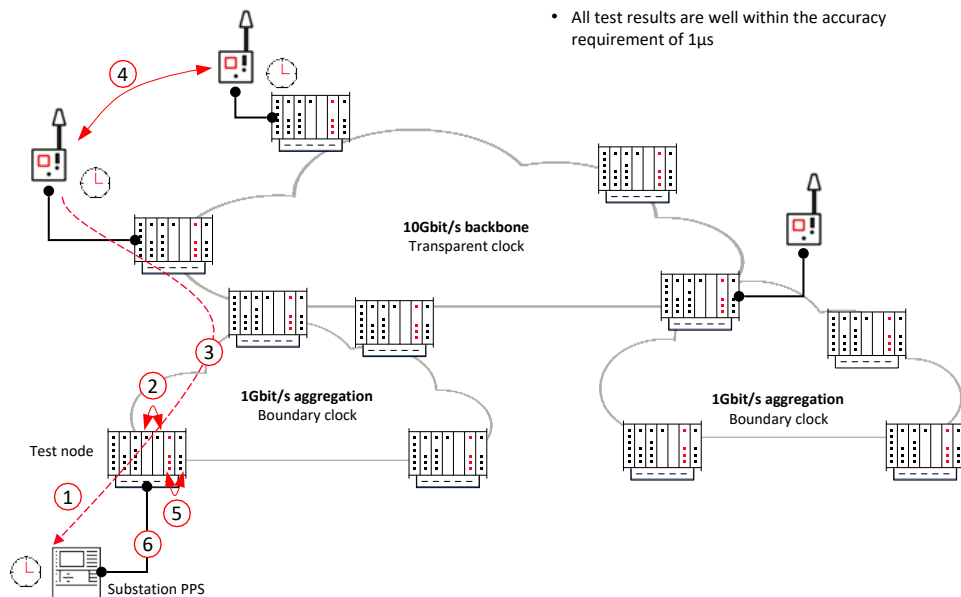 • All test results are well within the accuracy
requirement of 1µs
4
10Gbit/s backbone
Transparent clock
3
2
1Gbit/s aggregation
Boundary clock
1Gbit/s aggregation
Boundary clock
Test node
1
5
6
Substation PPS